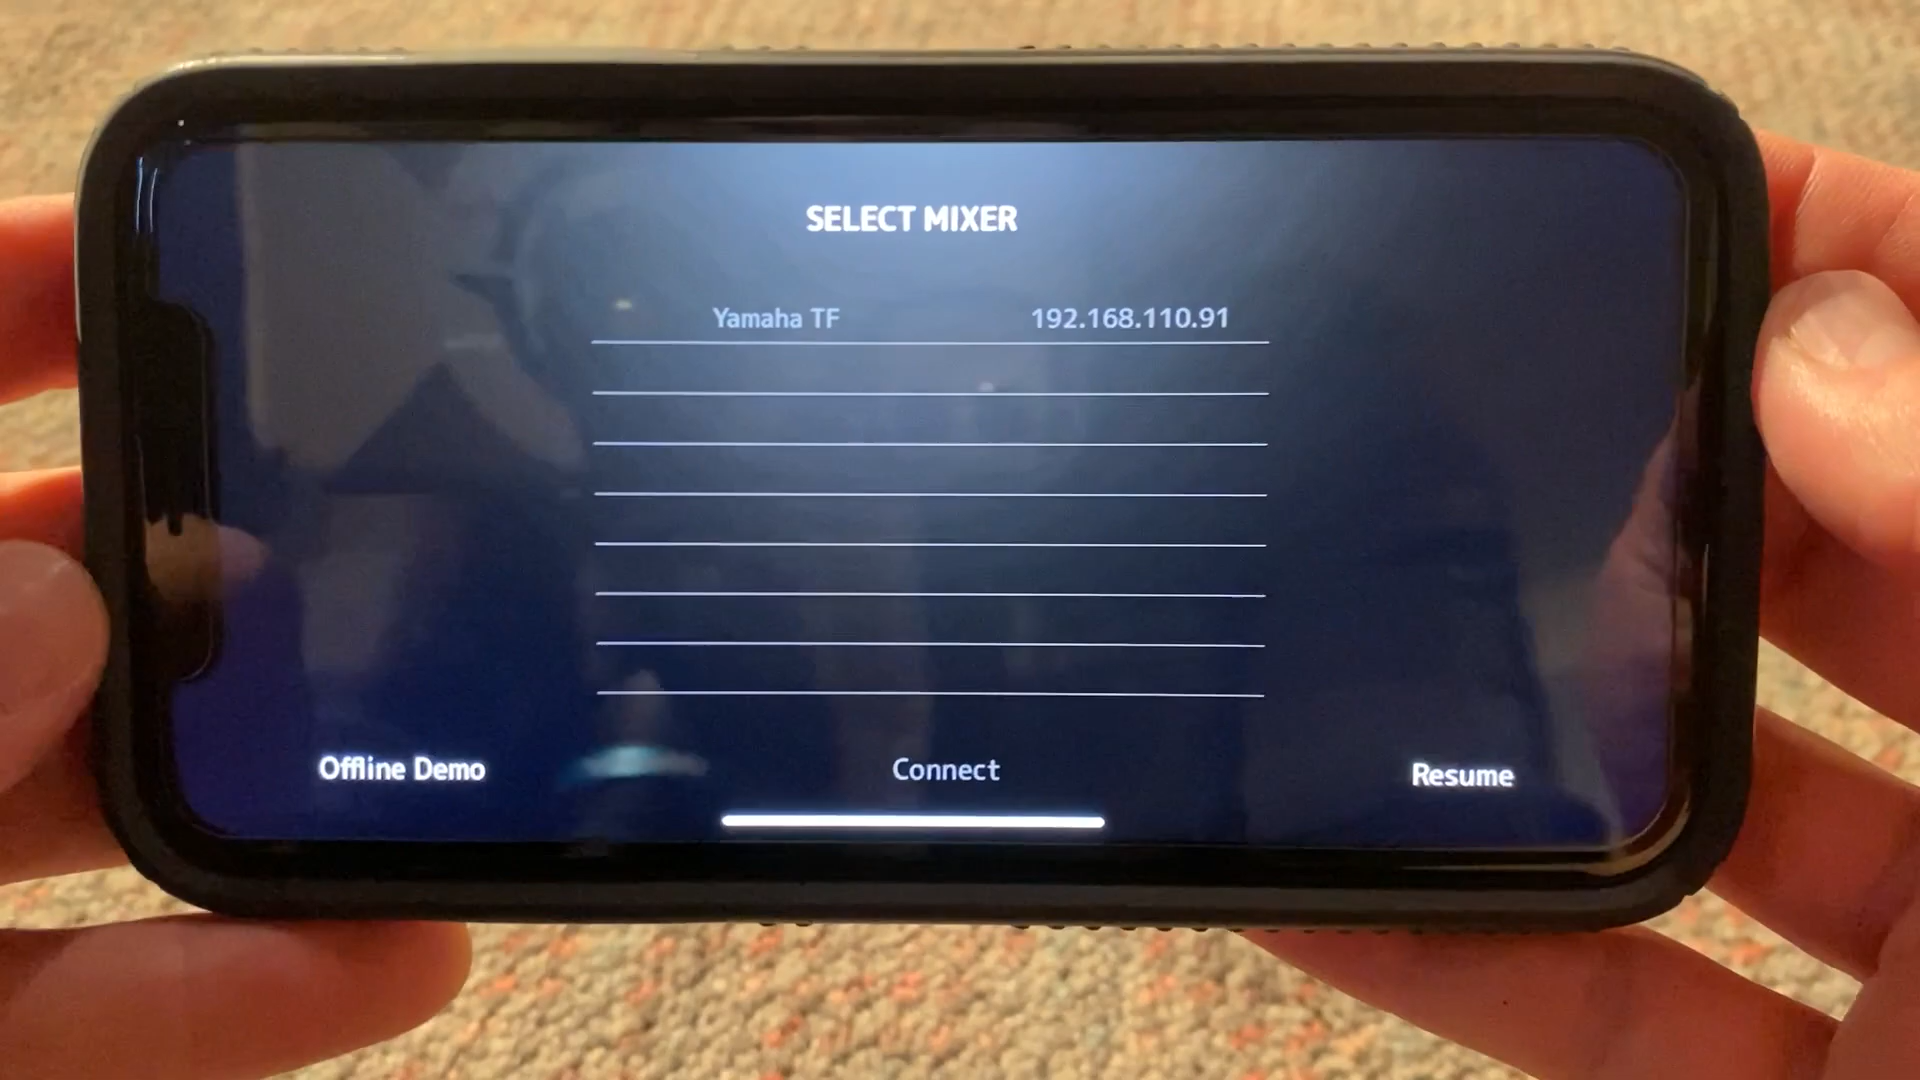 SELECT MIXER
Yamaha TF 192.168.110.91
Offline Demo Connect Resume